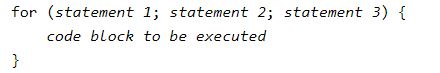 for (statement 1; statement 2; statement 3) {
    code block to be executed
}